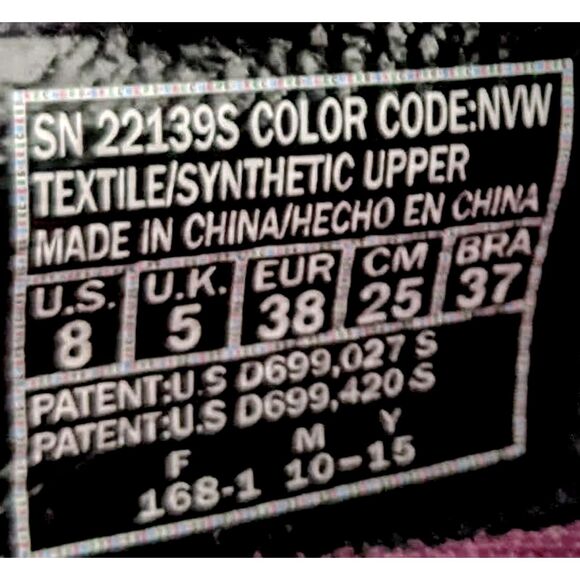 SN 22139S COLOR CODE:NVW
TEXTILE/SYNTHETIC UPPER
MADE IN CHINA/HECHO EN CHINA
U.S. U.K. EUR CM BRA
8 5 38 25 37
PATENT:U.S D699,027 S
PATENT:U.S D699,420 S
F M Y
168-1 10-15